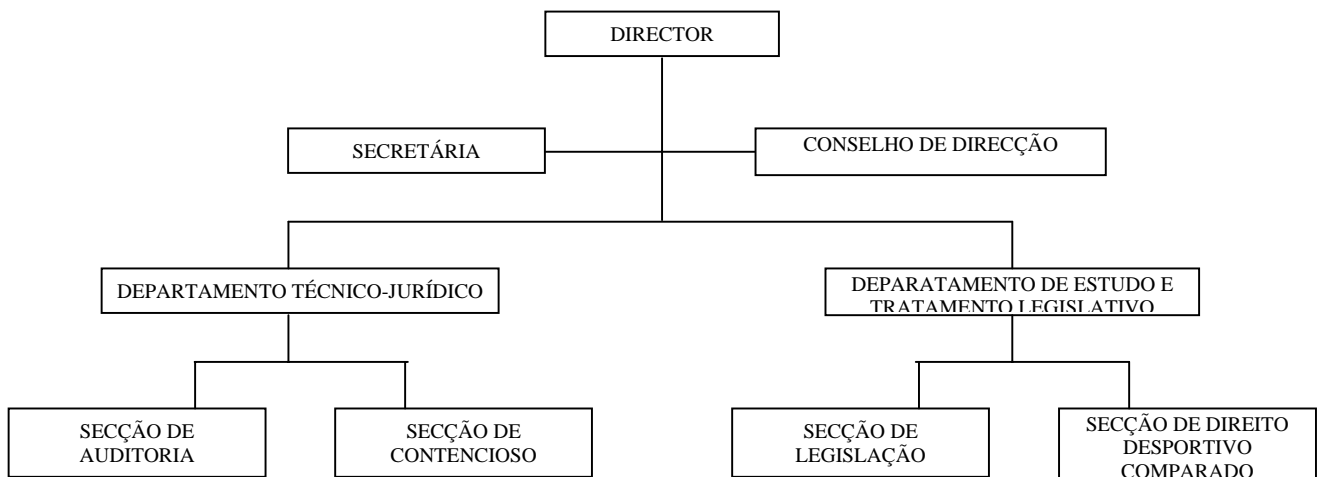 DIRECTOR
SECRETÁRIA
CONSELHO DE DIRECÇÃO
DEPARTAMENTO TÉCNICO-JURÍDICO
DEPARATAMENTO DE ESTUDO E
TRATAMENTO LEGISLATIVO
SECÇÃO DE
AUDITORIA
SECÇÃO DE
CONTENCIOSO
SECÇÃO DE
LEGISLAÇÃO
SECÇÃO DE DIREITO
DESPORTIVO
COMPARADO